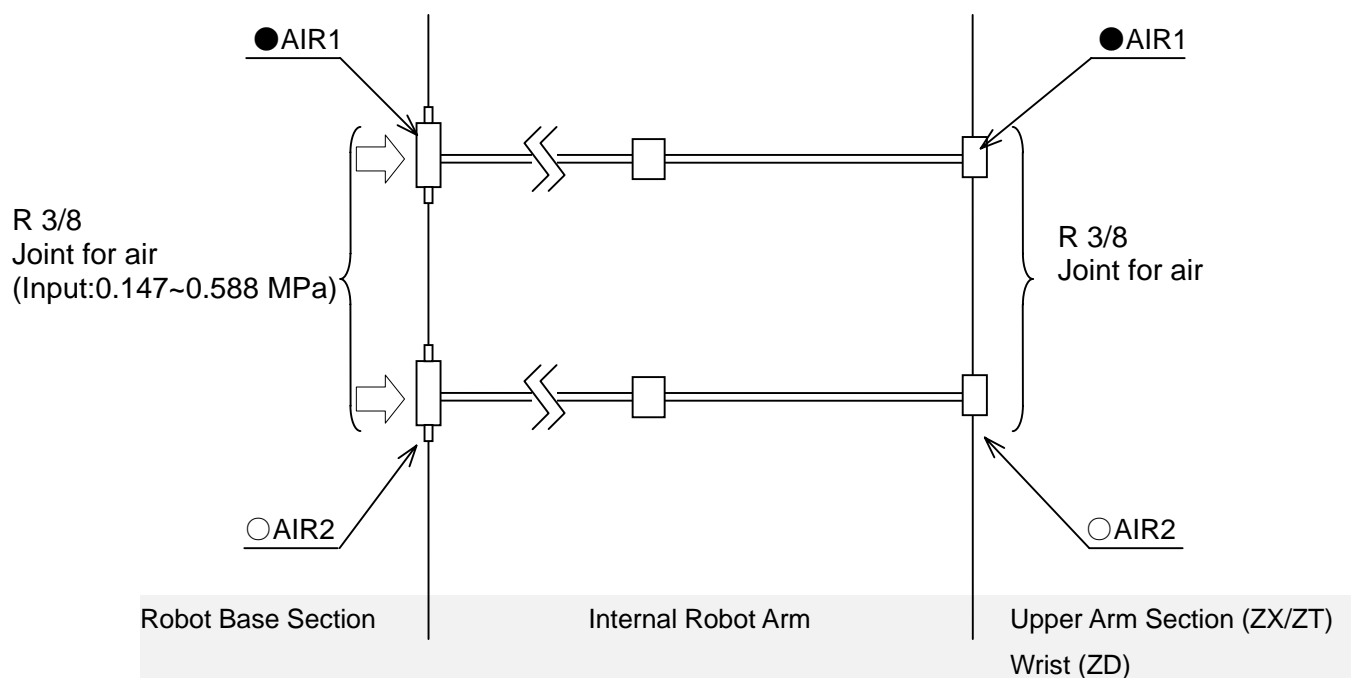 ●AIR1
●AIR1
R 3/8
Joint for air
(Input:0.147~0.588 MPa)
R 3/8
Joint for air
○AIR2
○AIR2
Robot Base Section
Internal Robot Arm
Upper Arm Section (ZX/ZT)
Wrist (ZD)